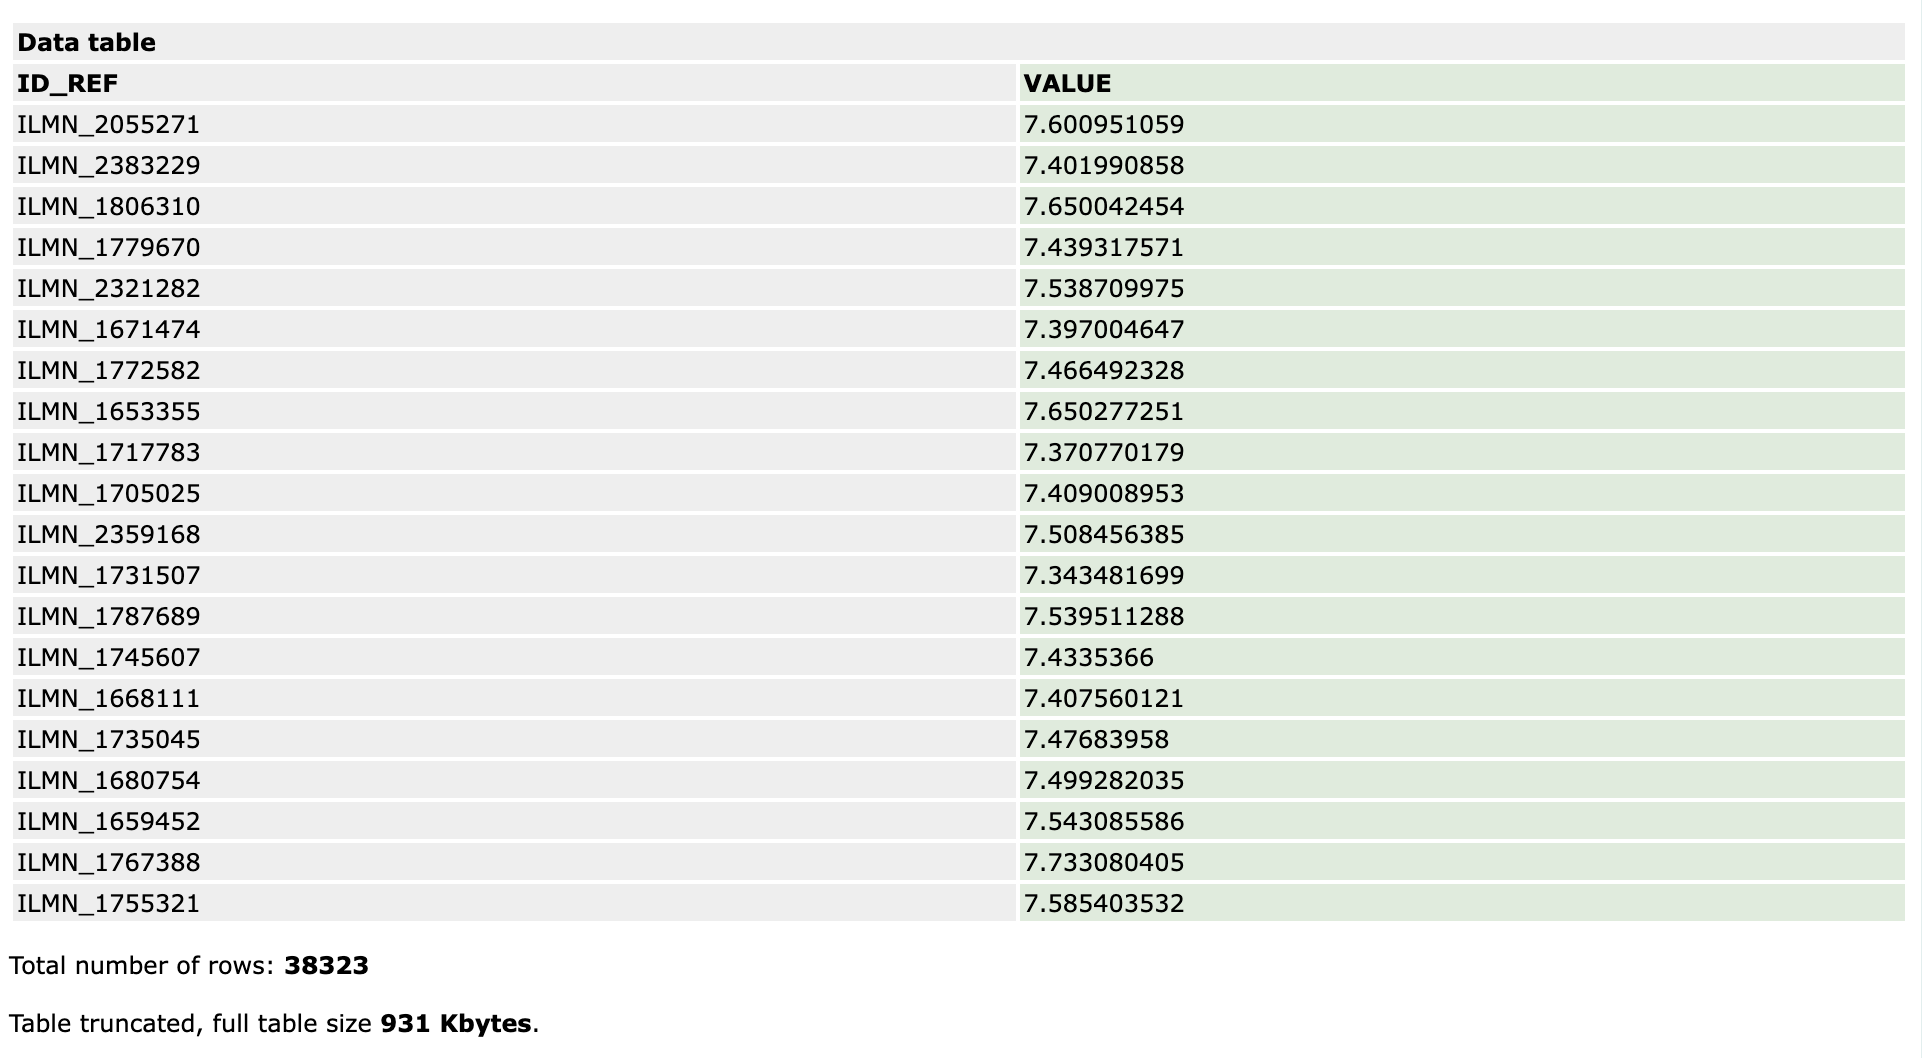 Data table
ID_REF VALUE
ILMN_2055271 7.600951059
ILMN_2383229 7.401990858
ILMN_1806310 7.650042454
ILMN_1779670 7.439317571
ILMN_2321282 7.538709975
ILMN_1671474 7.397004647
ILMN_1772582 7.466492328
ILMN_1653355 7.650277251
ILMN_1717783 7.370770179
ILMN_1705025 7.409008953
ILMN_2359168 7.508456385
ILMN_1731507 7.343481699
ILMN_1787689 7.539511288
ILMN_1745607 7.4335366
ILMN_1668111 7.407560121
ILMN_1735045 7.47683958
ILMN_1680754 7.499282035
ILMN_1659452 7.543085586
ILMN_1767388 7.733080405
ILMN_1755321 7.585403532
Total number of rows: 38323
Table truncated, full table size 931 Kbytes.